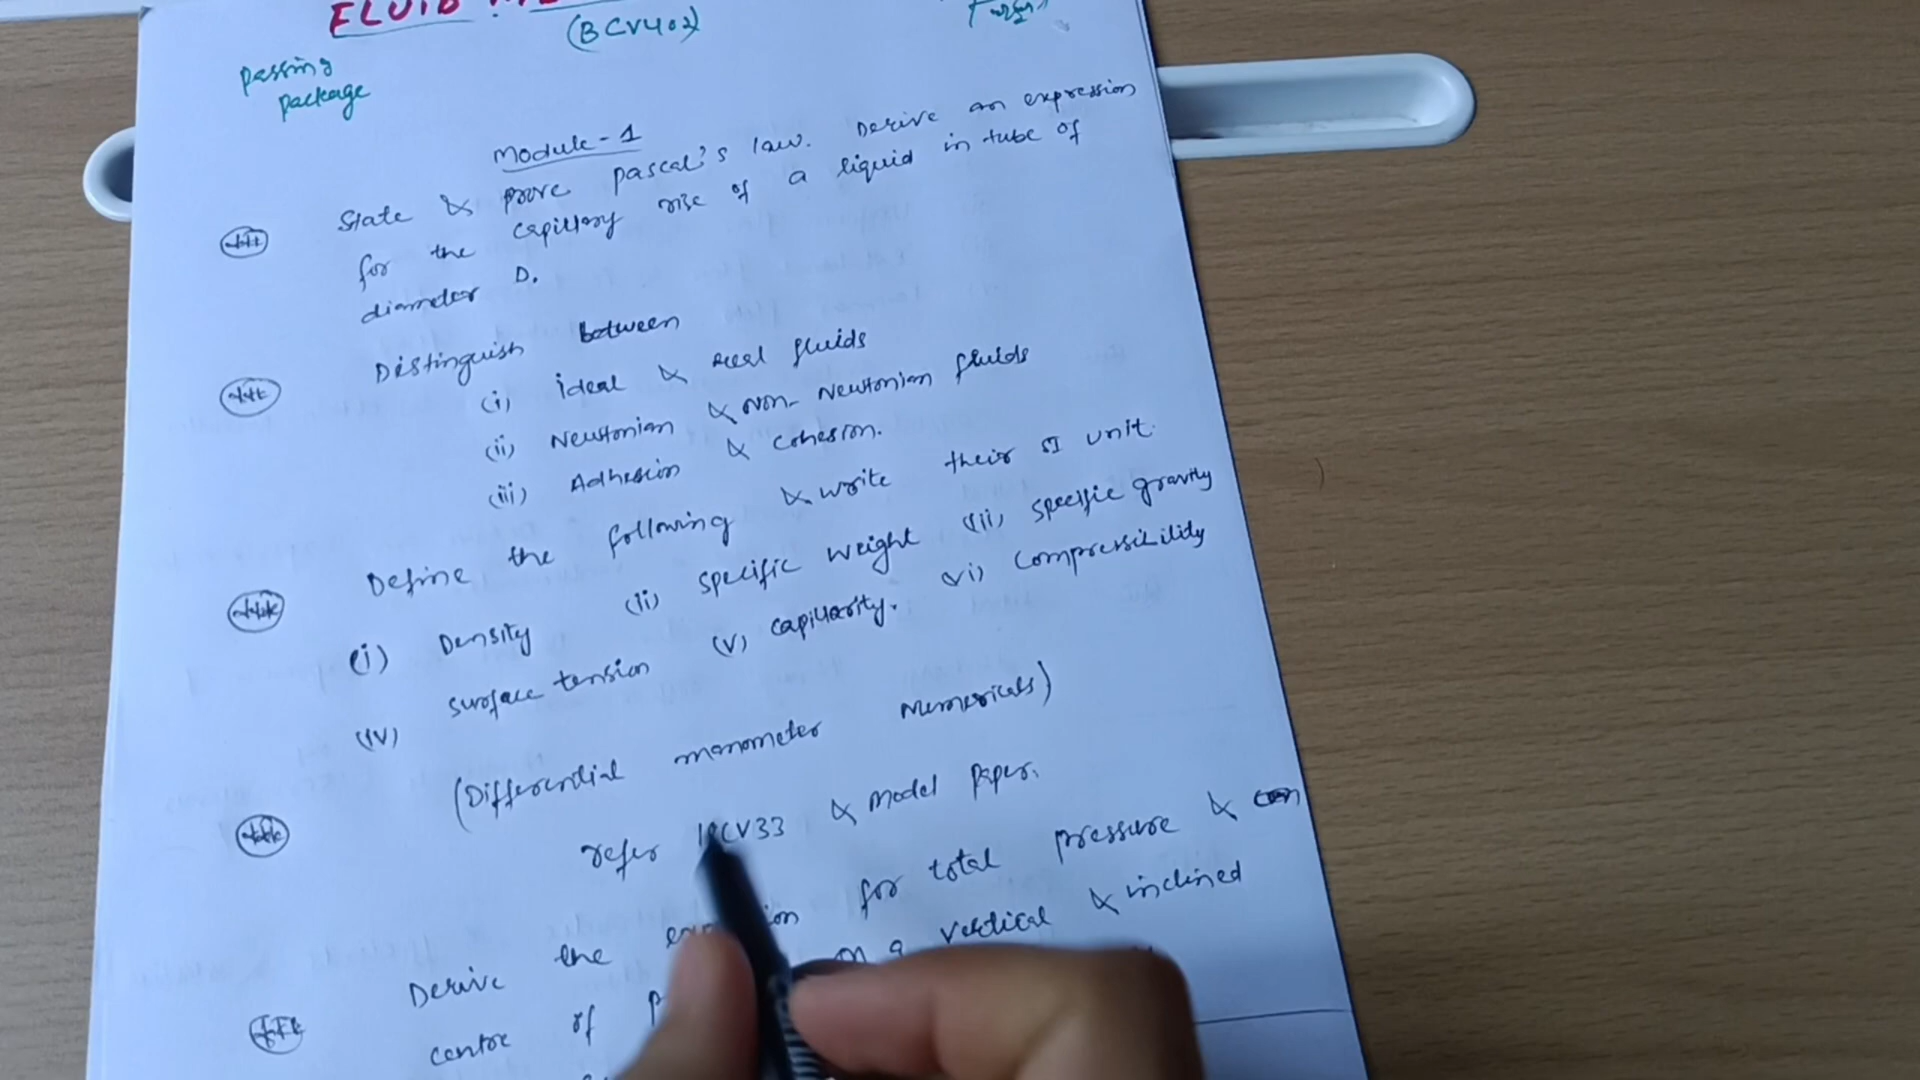 FLUID
(BCV402)
passing
package
Module-1
State & prove pascal's law. Derive an expression
for the capillary rise of a liquid in tube of
diameter D.
Distinguish between
(i) ideal & real fluids
(ii) Newtonian & Non-Newtonian fluids
(iii) Adhesion & cohesion.
Define the following & write their SI unit.
(i) Density (ii) specific weight (iii) specific gravity
(iv) surface tension (v) capillarity. (vi) compressibility
(Differential manometer Numericals)
refer CV33 & Model paper.
Derive the for total pressure &
centre of on a vertical & inclined